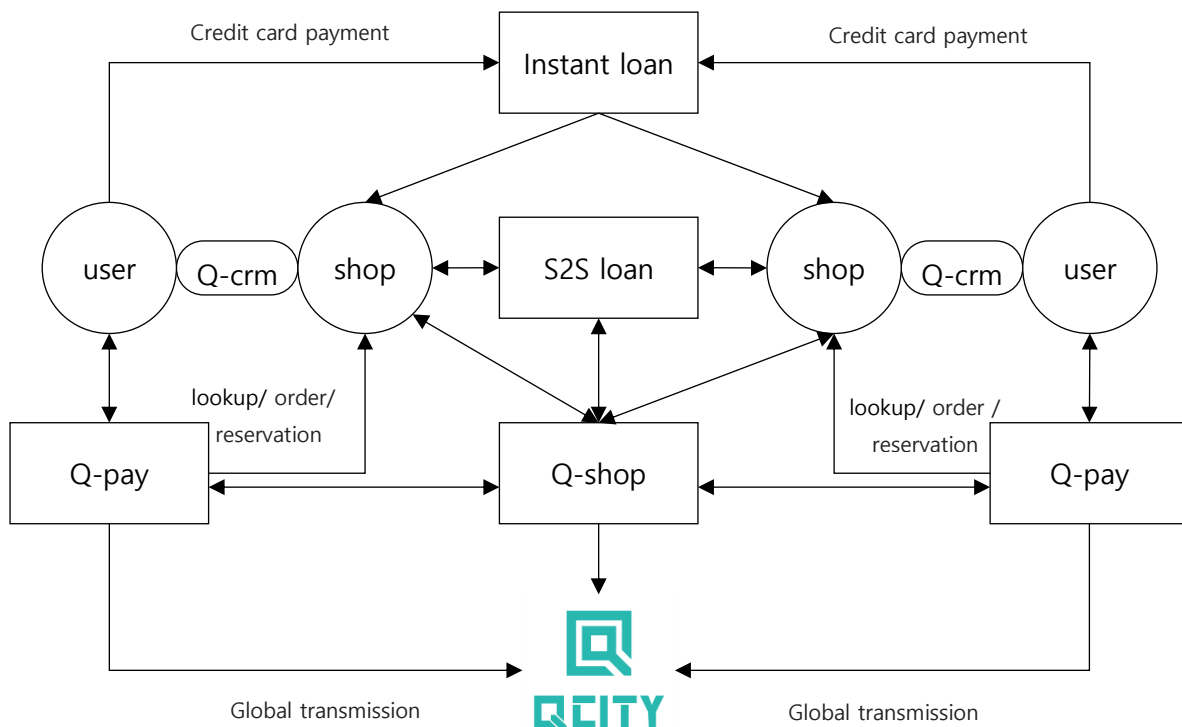 Credit card payment
Credit card payment
Instant loan
user
Q-crm
shop
S2S loan
shop
Q-crm
user
lookup/ order/
reservation
lookup/ order /
reservation
Q-pay
Q-shop
Q-pay
QCITY
Global transmission
Global transmission